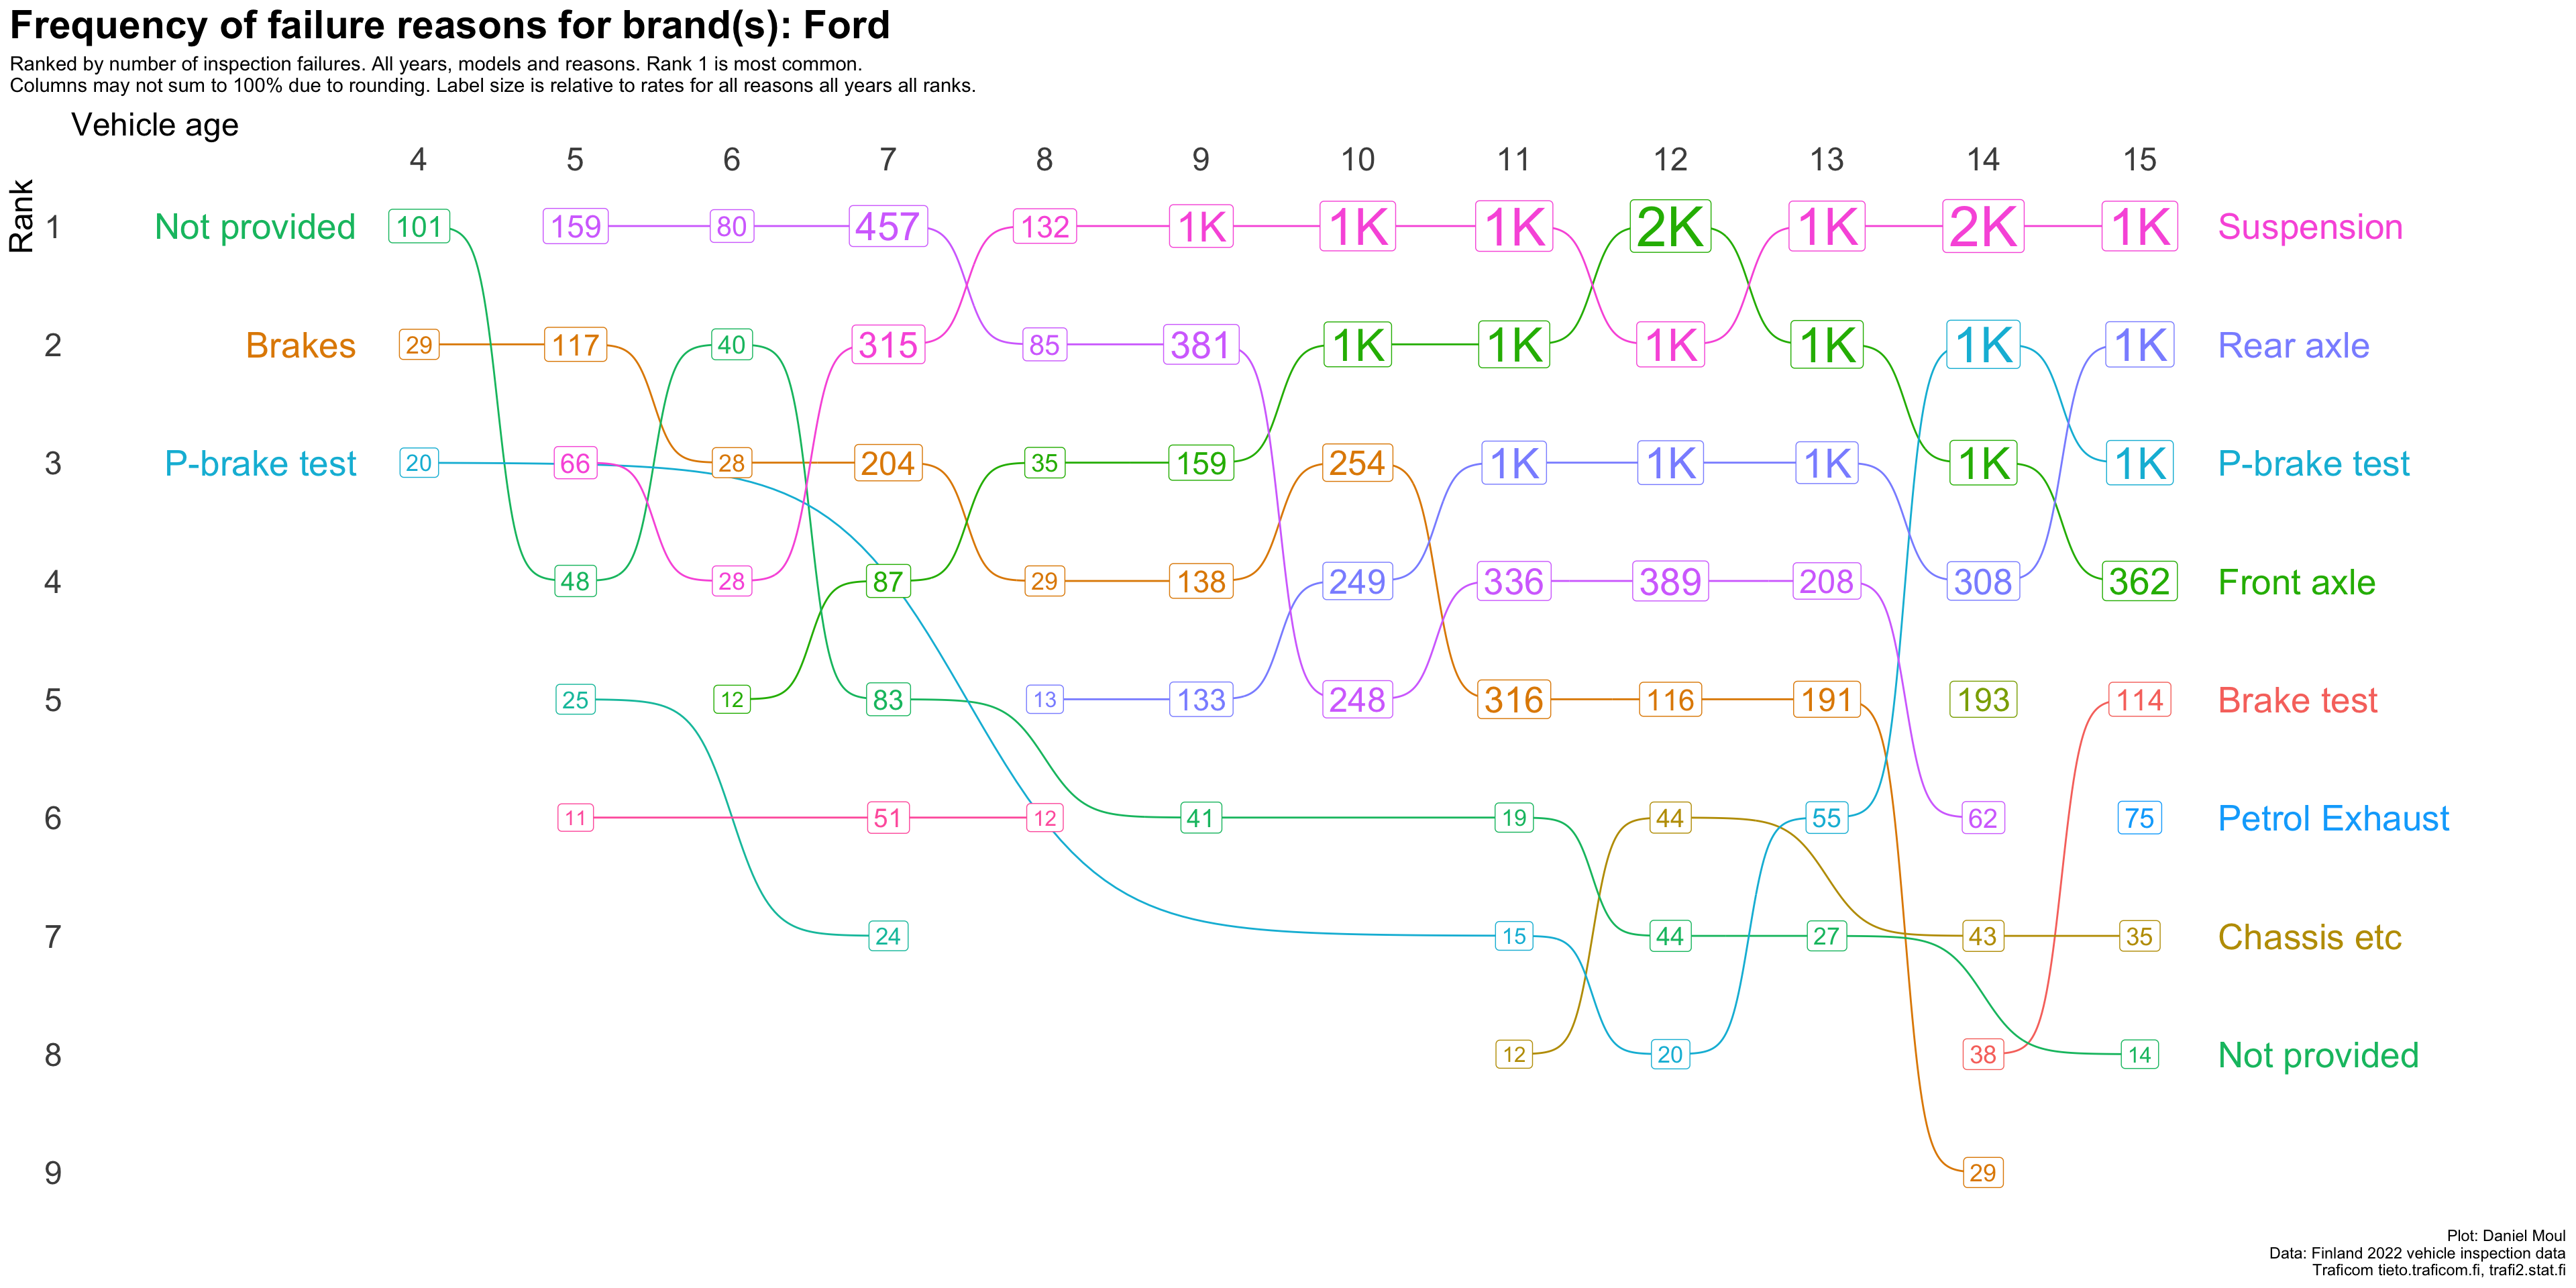 Frequency of failure reasons for brand(s): Ford
Ranked by number of inspection failures. All years, models and reasons. Rank 1 is most common.
Columns may not sum to 100% due to rounding. Label size is relative to rates for all reasons all years all ranks.
Vehicle age
4 5 6 7 8 9 10 11 12 13 14 15
Rank
1 Not provided 101 159 80 457 132 1K 1K 1K 2K 1K 2K 1K Suspension
2 Brakes 29 117 40 315 85 381 1K 1K 1K 1K 1K 1K Rear axle
3 P-brake test 20 66 28 204 35 159 254 1K 1K 1K 1K 1K P-brake test
4 48 28 87 29 138 249 336 389 208 308 362 Front axle
5 25 12 83 13 133 248 316 116 191 193 114 Brake test
6 11 51 12 41 19 44 55 62 75 Petrol Exhaust
7 24 15 44 27 43 35 Chassis etc
8 12 20 38 14 Not provided
9 29
Plot: Daniel Moul
Data: Finland 2022 vehicle inspection data
Traficom tieto.traficom.fi, trafi2.stat.fi